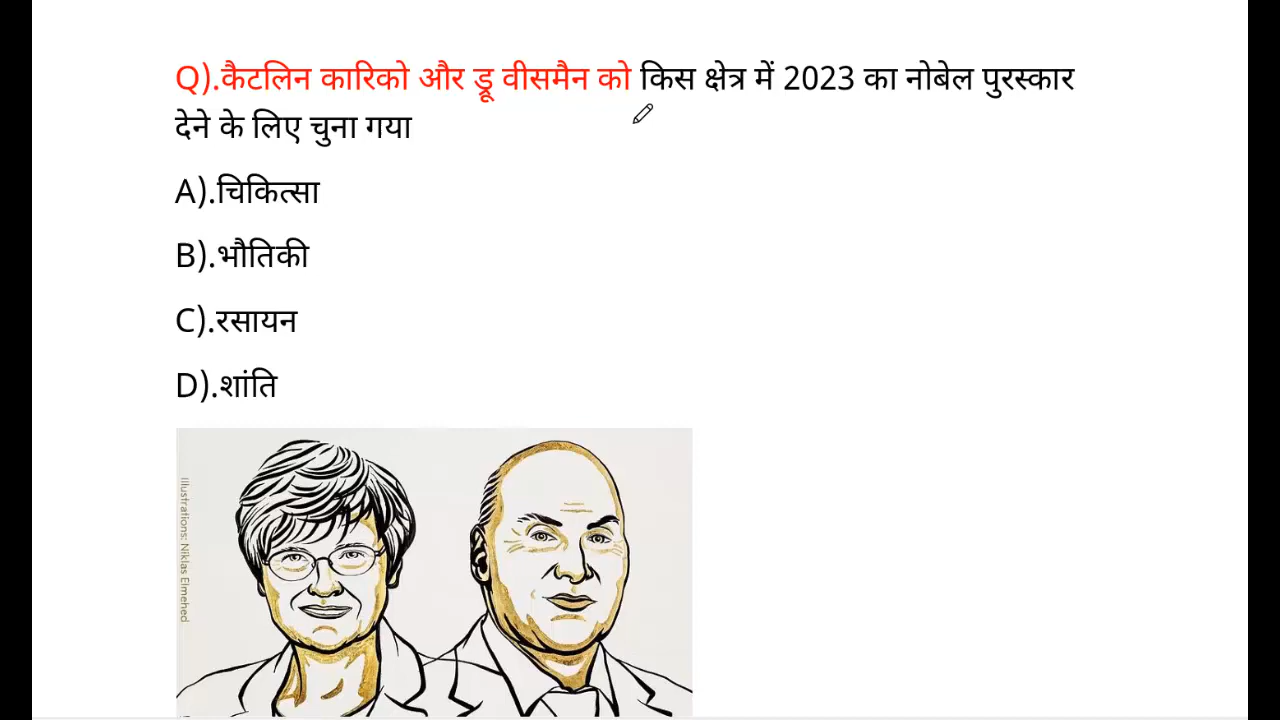 Q).कैटलिन कारिको और ड्रू वीसमैन को किस क्षेत्र में 2023 का नोबेल पुरस्कार
देने के लिए चुना गया
A).चिकित्सा
B).भौतिकी
C).रसायन
D).शांति
Illustrations: Niklas Elmehed